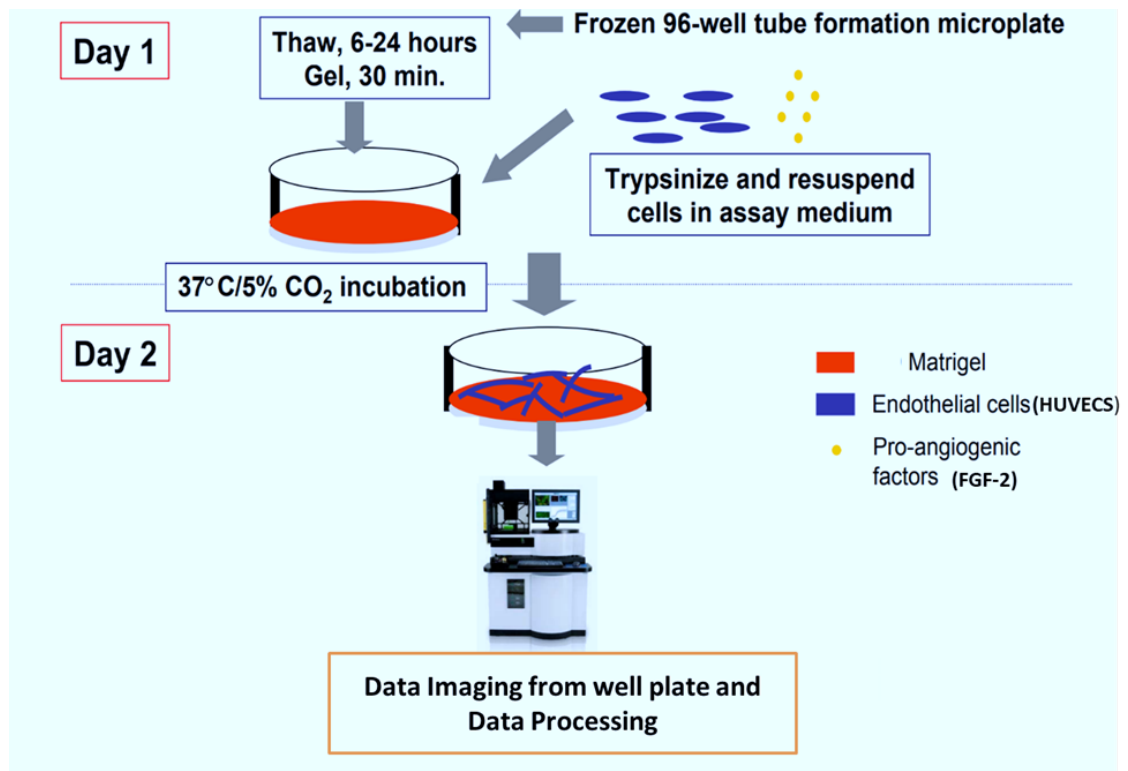 Day 1
Thaw, 6-24 hours
Gel, 30 min.
Frozen 96-well tube formation microplate
Trypsinize and resuspend
cells in assay medium
37°C/5% CO₂ incubation
Day 2
Matrigel
Endothelial cells(HUVECS)
Pro-angiogenic
factors (FGF-2)
Data Imaging from well plate and
Data Processing